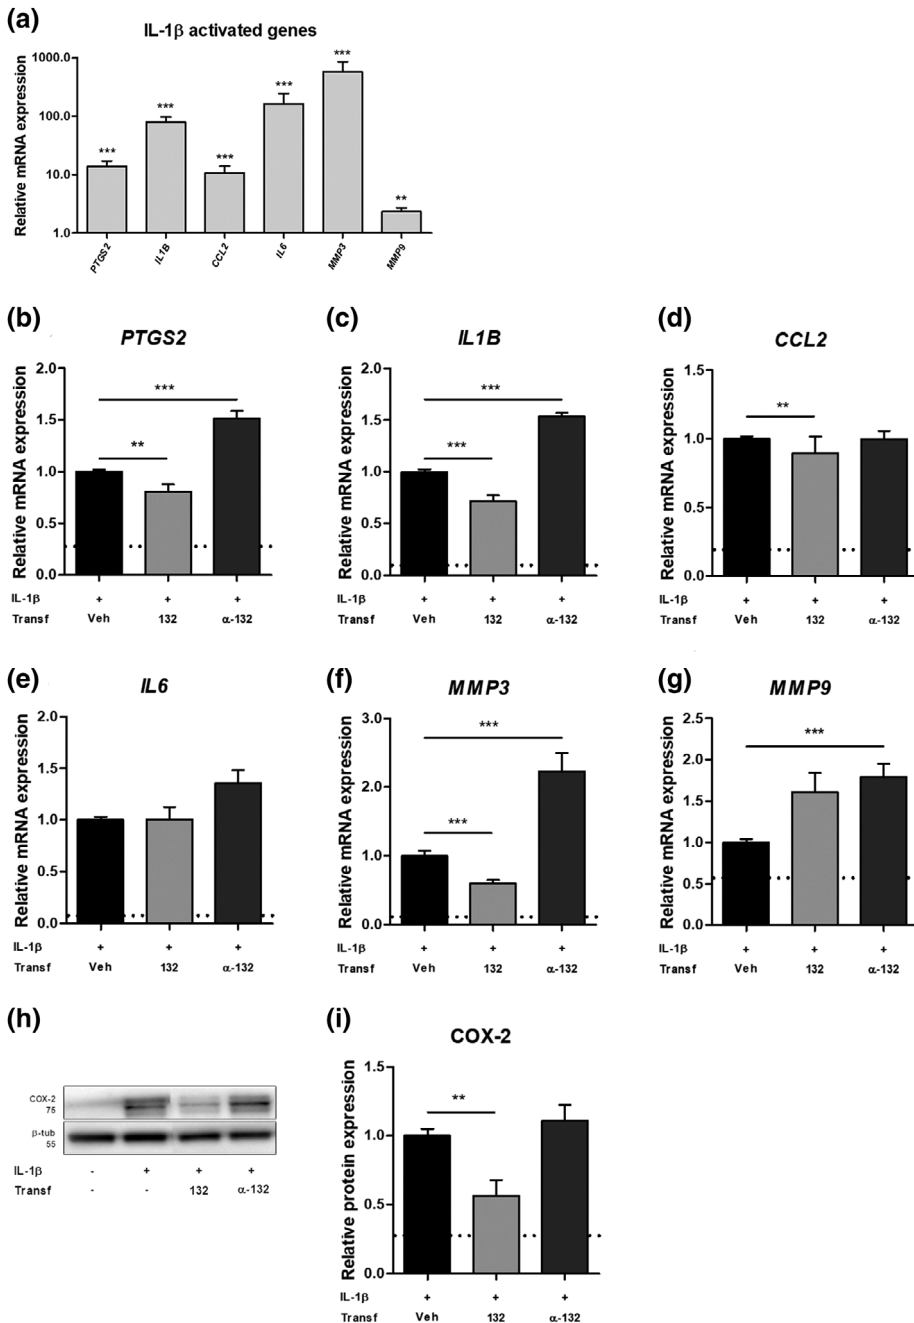 (a)
IL-1β activated genes
Relative mRNA expression
1000.0
100.0
10.0
1.0
***
***
***
***
***
**
PTGS2
IL1B
CCL2
IL6
MMP3
MMP9
(b)
PTGS2
Relative mRNA expression
2.0
1.5
1.0
0.5
0.0
***
**
IL-1β + + +
Transf Veh 132 α-132
(c)
IL1B
Relative mRNA expression
2.0
1.5
1.0
0.5
0.0
***
***
IL-1β + + +
Transf Veh 132 α-132
(d)
CCL2
Relative mRNA expression
1.5
1.0
0.5
0.0
**
IL-1β + + +
Transf Veh 132 α-132
(e)
IL6
Relative mRNA expression
2.0
1.5
1.0
0.5
0.0
IL-1β + + +
Transf Veh 132 α-132
(f)
MMP3
Relative mRNA expression
3.0
2.0
1.0
0.0
***
***
IL-1β + + +
Transf Veh 132 α-132
(g)
MMP9
Relative mRNA expression
2.5
2.0
1.5
1.0
0.5
0.0
***
IL-1β + + +
Transf Veh 132 α-132
(h)
COX-2
75
β-tub
55
IL-1β - + + +
Transf - - 132 α-132
(i)
COX-2
Relative protein expression
1.5
1.0
0.5
0.0
**
IL-1β + + +
Transf Veh 132 α-132